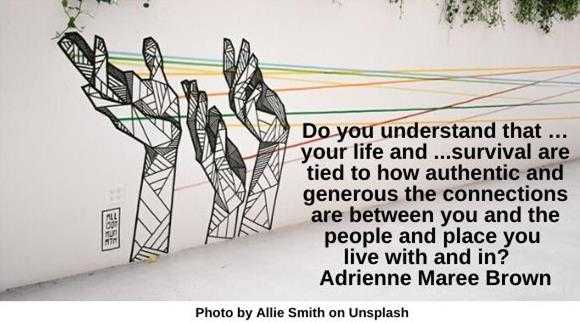 Do you understand that ...
your life and ...survival are
tied to how authentic and
generous the connections
are between you and the
people and place you
live with and in?
Adrienne Maree Brown
Photo by Allie Smith on Unsplash